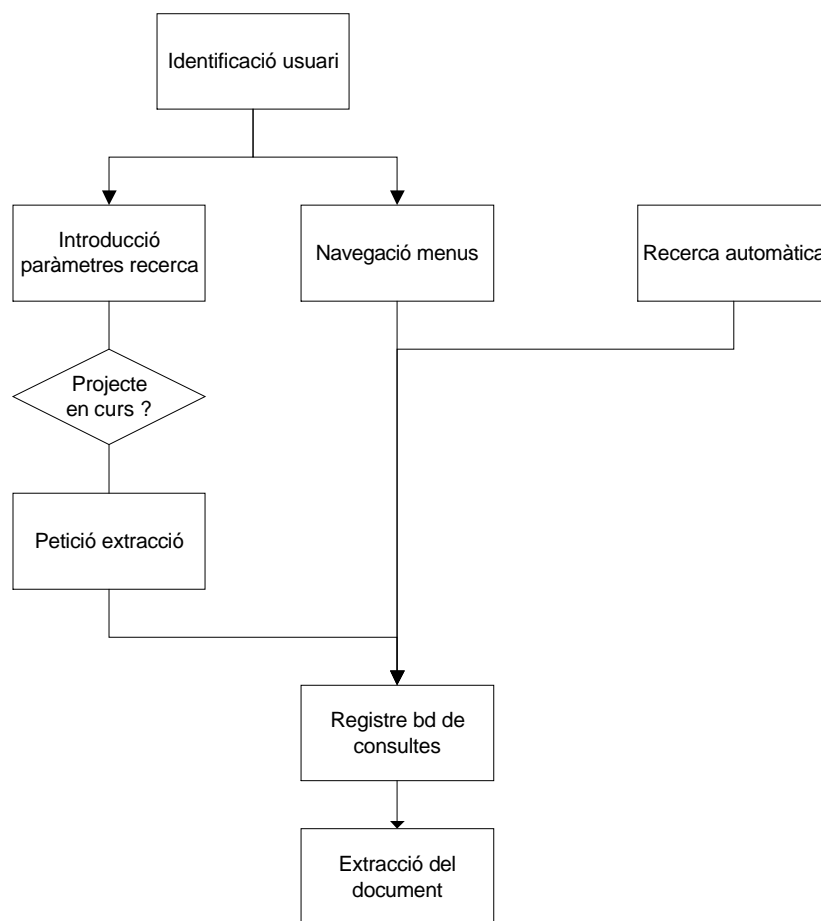 Identificació usuari
Introducció
paràmetres recerca
Navegació menus
Recerca automàtica
Projecte
en curs ?
Petició extracció
Registre bd de
consultes
Extracció del
document